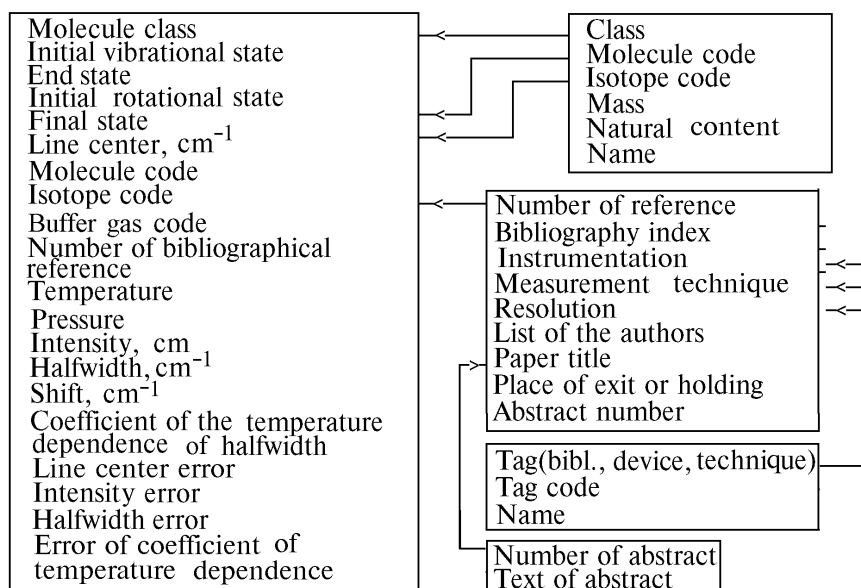 Molecule class
Initial vibrational state
End state
Initial rotational state
Final state
Line center, cm⁻¹
Molecule code
Isotope code
Buffer gas code
Number of bibliographical
reference
Temperature
Pressure
Intensity, cm
Halfwidth, cm⁻¹
Shift, cm⁻¹
Coefficient of the temperature
dependence of halfwidth
Line center error
Intensity error
Halfwidth error
Error of coefficient of
temperature dependence
Class
Molecule code
Isotope code
Mass
Natural content
Name
Number of reference
Bibliography index
Instrumentation
Measurement technique
Resolution
List of the authors
Paper title
Place of exit or holding
Abstract number
Tag(bibl., device, technique)
Tag code
Name
Number of abstract
Text of abstract